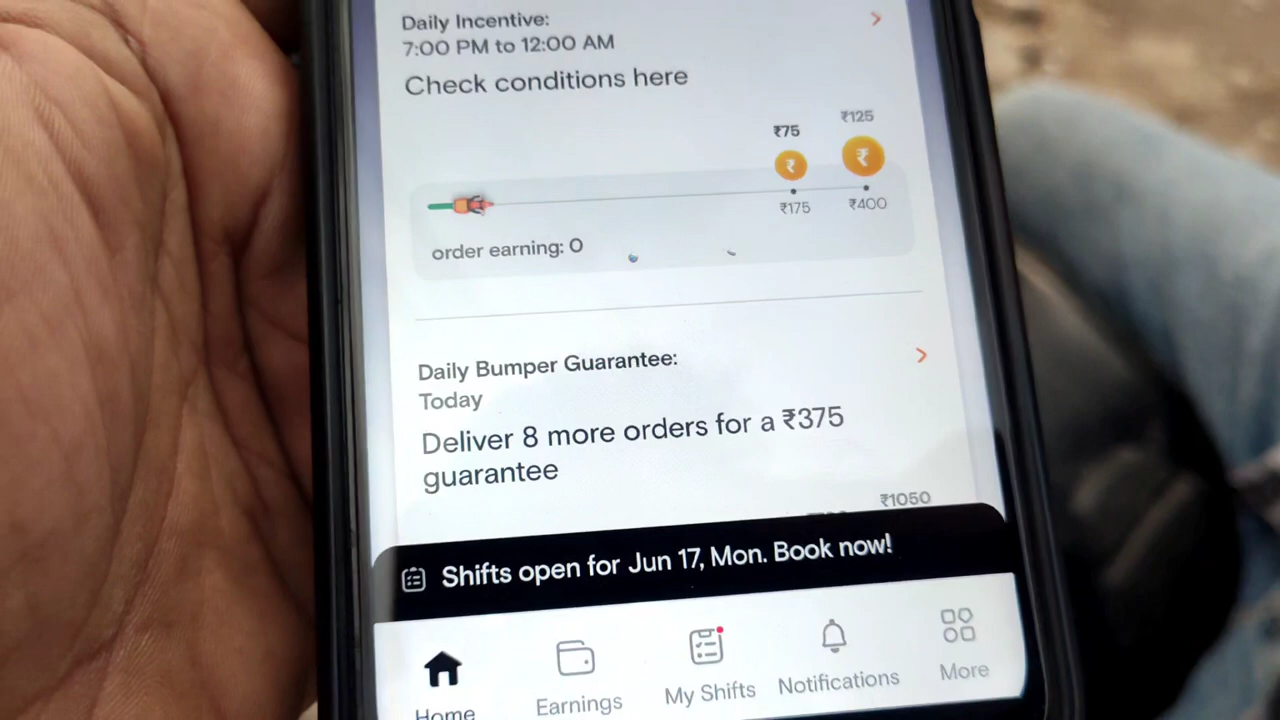 Daily Incentive:
7:00 PM to 12:00 AM
Check conditions here
₹75
₹125
₹
₹
₹175
₹400
order earning: 0
Daily Bumper Guarantee:
Today
Deliver 8 more orders for a ₹375
guarantee
₹1050
Shifts open for Jun 17, Mon. Book now!
Home
Earnings
My Shifts
Notifications
More